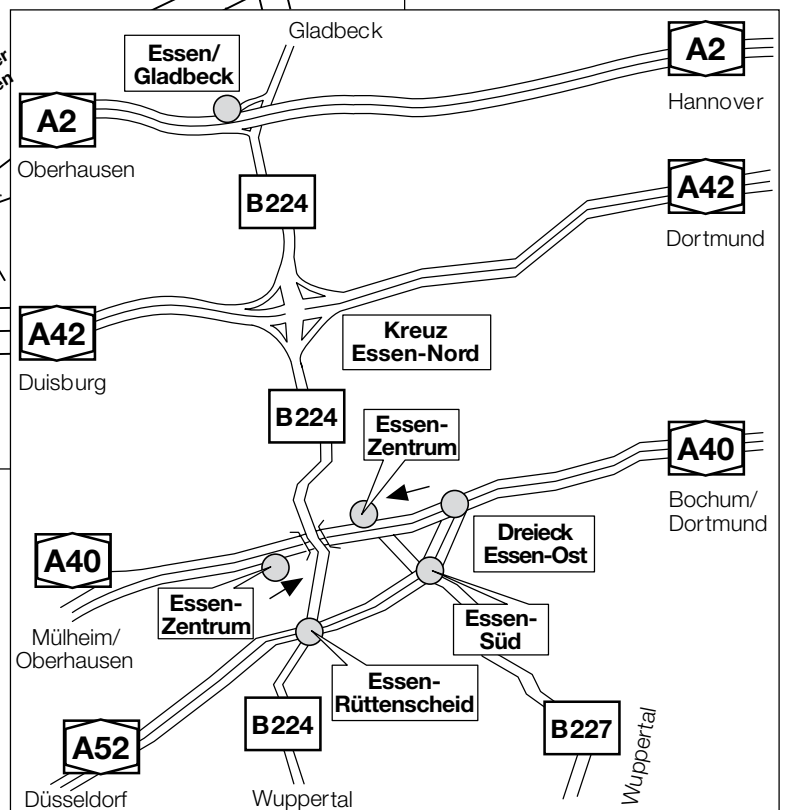 Gladbeck
Essen/
Gladbeck
A2
Hannover
A2
Oberhausen
B224
A42
Dortmund
A42
Duisburg
Kreuz
Essen-Nord
B224
Essen-
Zentrum
A40
Bochum/
Dortmund
Dreieck
Essen-Ost
A40
Mülheim/
Oberhausen
Essen-
Zentrum
Essen-
Süd
Essen-
Rüttenscheid
A52
Düsseldorf
B224
Wuppertal
B227
Wuppertal